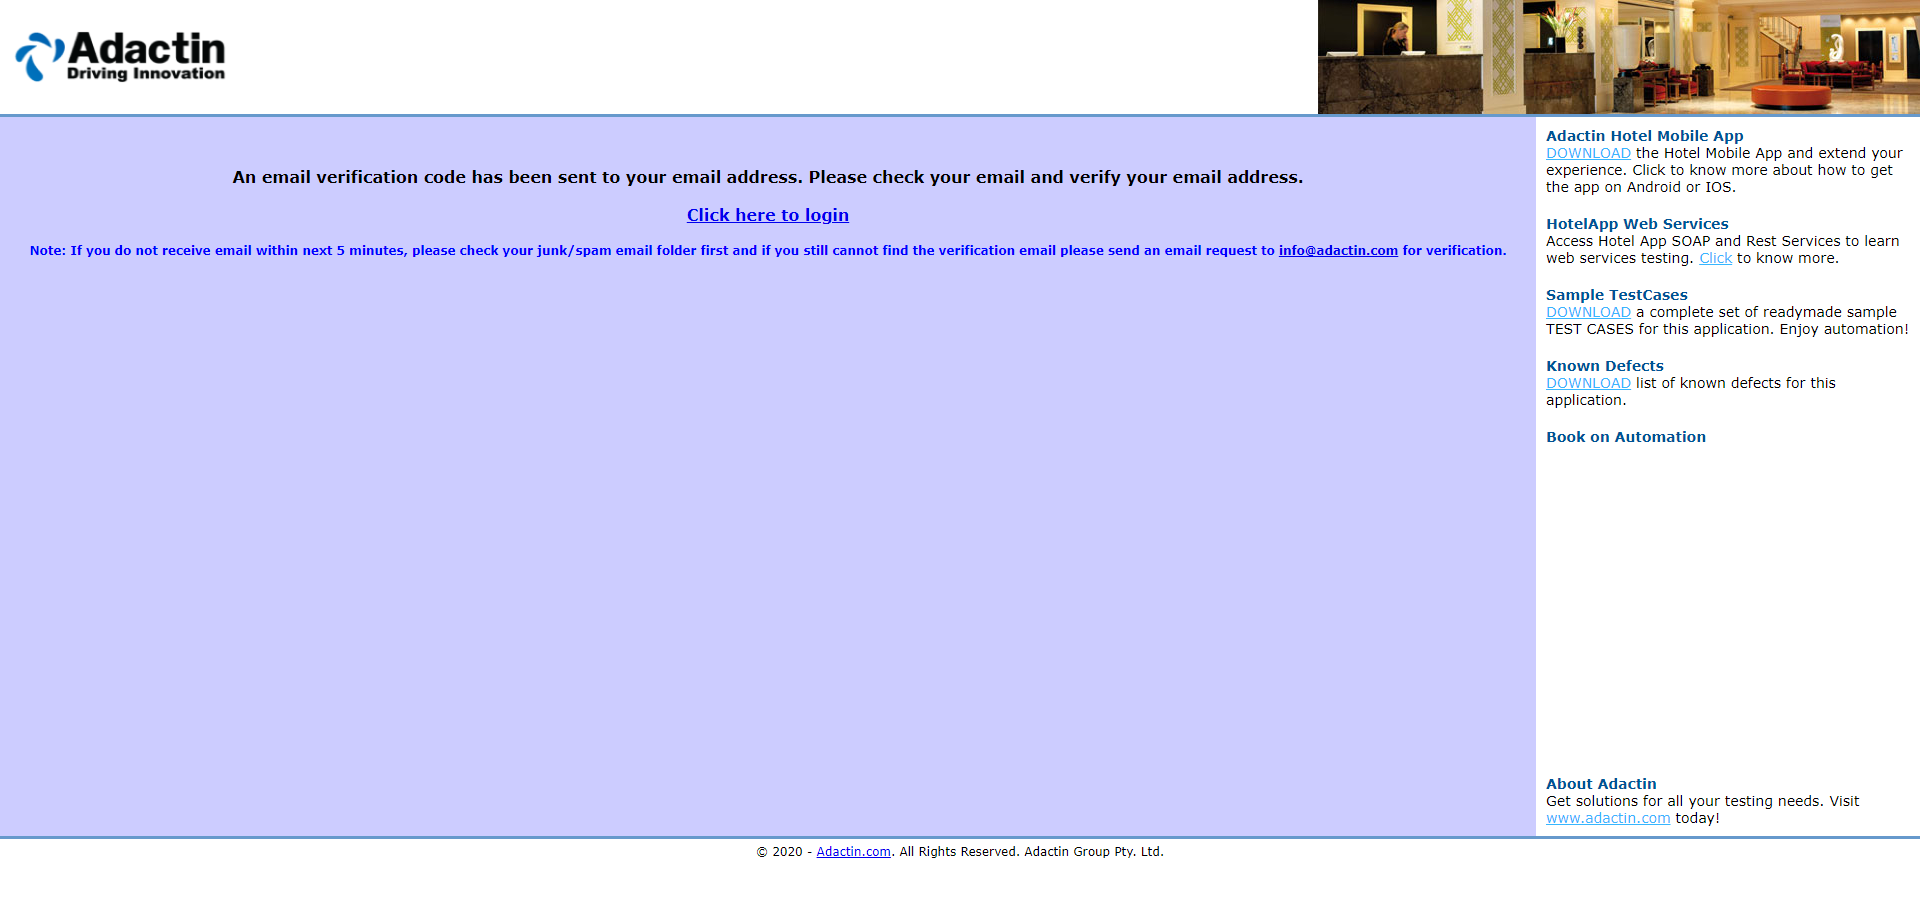 Adactin
Driving Innovation
An email verification code has been sent to your email address. Please check your email and verify your email address.
Click here to login
Note: If you do not receive email within next 5 minutes, please check your junk/spam email folder first and if you still cannot find the verification email please send an email request to info@adactin.com for verification.
Adactin Hotel Mobile App
DOWNLOAD the Hotel Mobile App and extend your
experience. Click to know more about how to get
the app on Android or IOS.
HotelApp Web Services
Access Hotel App SOAP and Rest Services to learn
web services testing. Click to know more.
Sample TestCases
DOWNLOAD a complete set of readymade sample
TEST CASES for this application. Enjoy automation!
Known Defects
DOWNLOAD list of known defects for this
application.
Book on Automation
About Adactin
Get solutions for all your testing needs. Visit
www.adactin.com today!
© 2020 - Adactin.com. All Rights Reserved. Adactin Group Pty. Ltd.